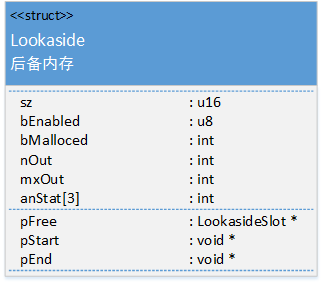 <<struct>>
Lookaside
后备内存
sz : u16
bEnabled : u8
bMalloced : int
nOut : int
mxOut : int
anStat[3] : int
pFree : LookasideSlot *
pStart : void *
pEnd : void *